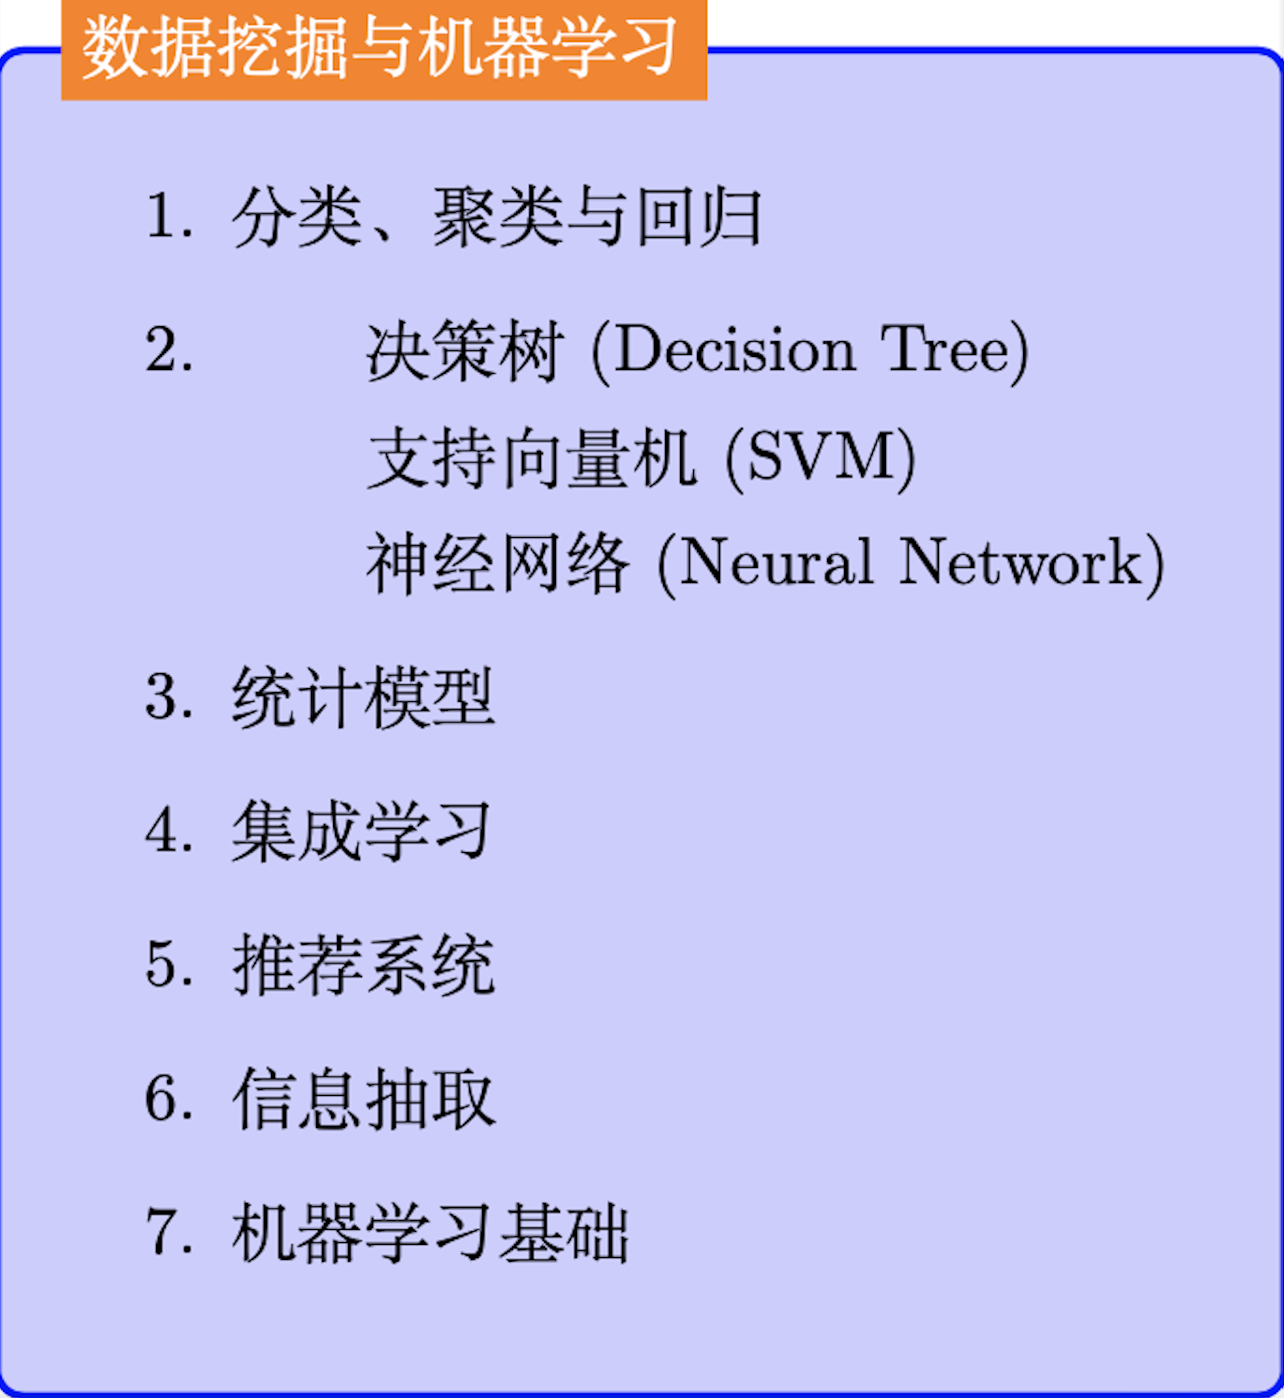 数据挖掘与机器学习
1. 分类、聚类与回归
2. 决策树 (Decision Tree)
支持向量机 (SVM)
神经网络 (Neural Network)
3. 统计模型
4. 集成学习
5. 推荐系统
6. 信息抽取
7. 机器学习基础